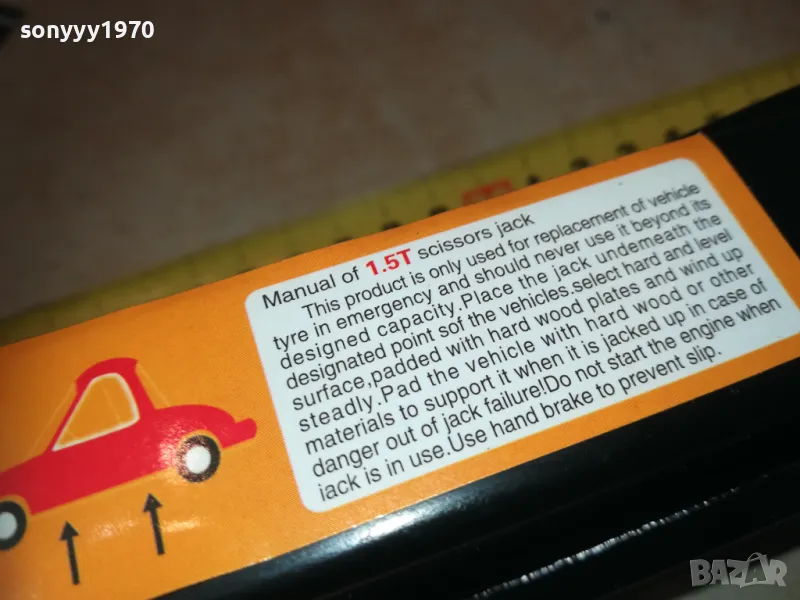 sonyyy1970
Manual of 1.5T scissors jack
This product is only used for replacement of vehicle
tyre in emergency and should never use it beyond its
designed capacity.Place the jack underneath the
designated point sof the vehicles.select hard and level
surface,padded with hard wood plates and wind up
steadly.Pad the vehicle with hard wood or other
materials to support it when it is jacked up in case of
danger out of jack failure!Do not start the engine when
jack is in use.Use hand brake to prevent slip.
BAZAR